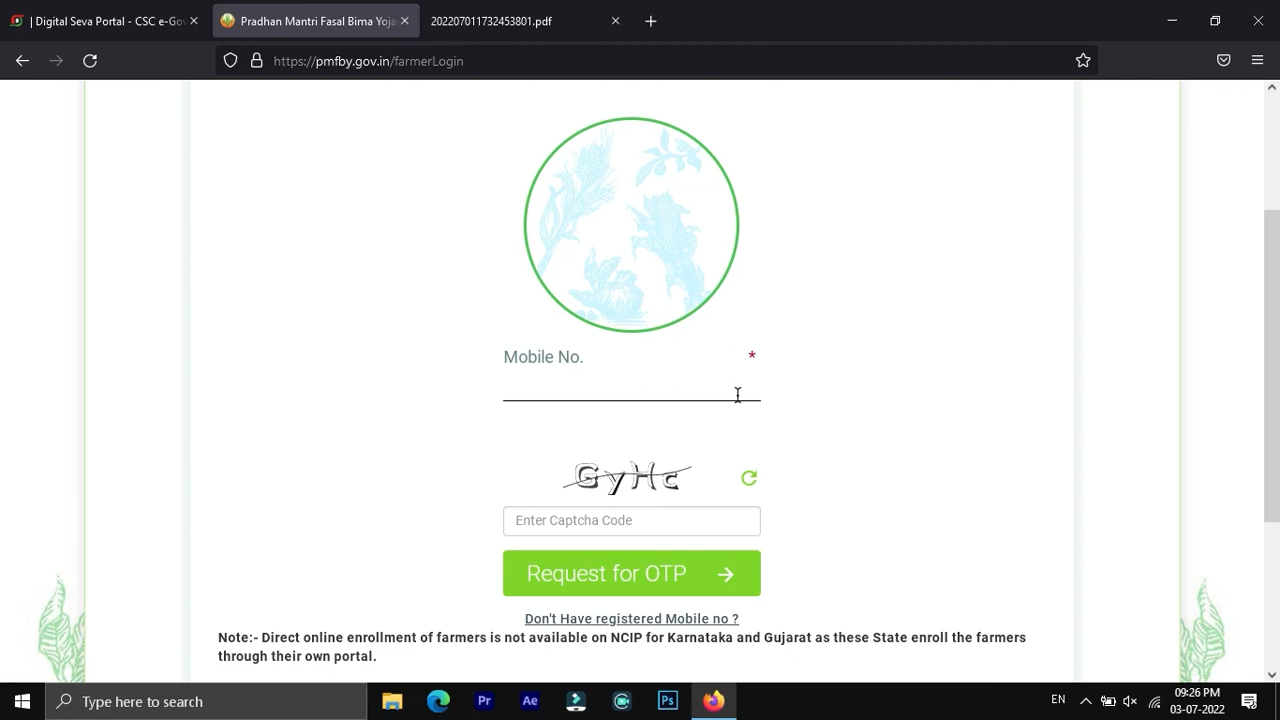 | Digital Seva Portal - CSC e-Gov
Pradhan Mantri Fasal Bima Yoja
202207011732453801.pdf
https://pmfby.gov.in/farmerLogin
Mobile No. *
GyHc
Enter Captcha Code
Request for OTP
Don't Have registered Mobile no ?
Note:- Direct online enrollment of farmers is not available on NCIP for Karnataka and Gujarat as these State enroll the farmers
through their own portal.
Type here to search
Pr
Ae
Ps
EN
09:26 PM
03-07-2022